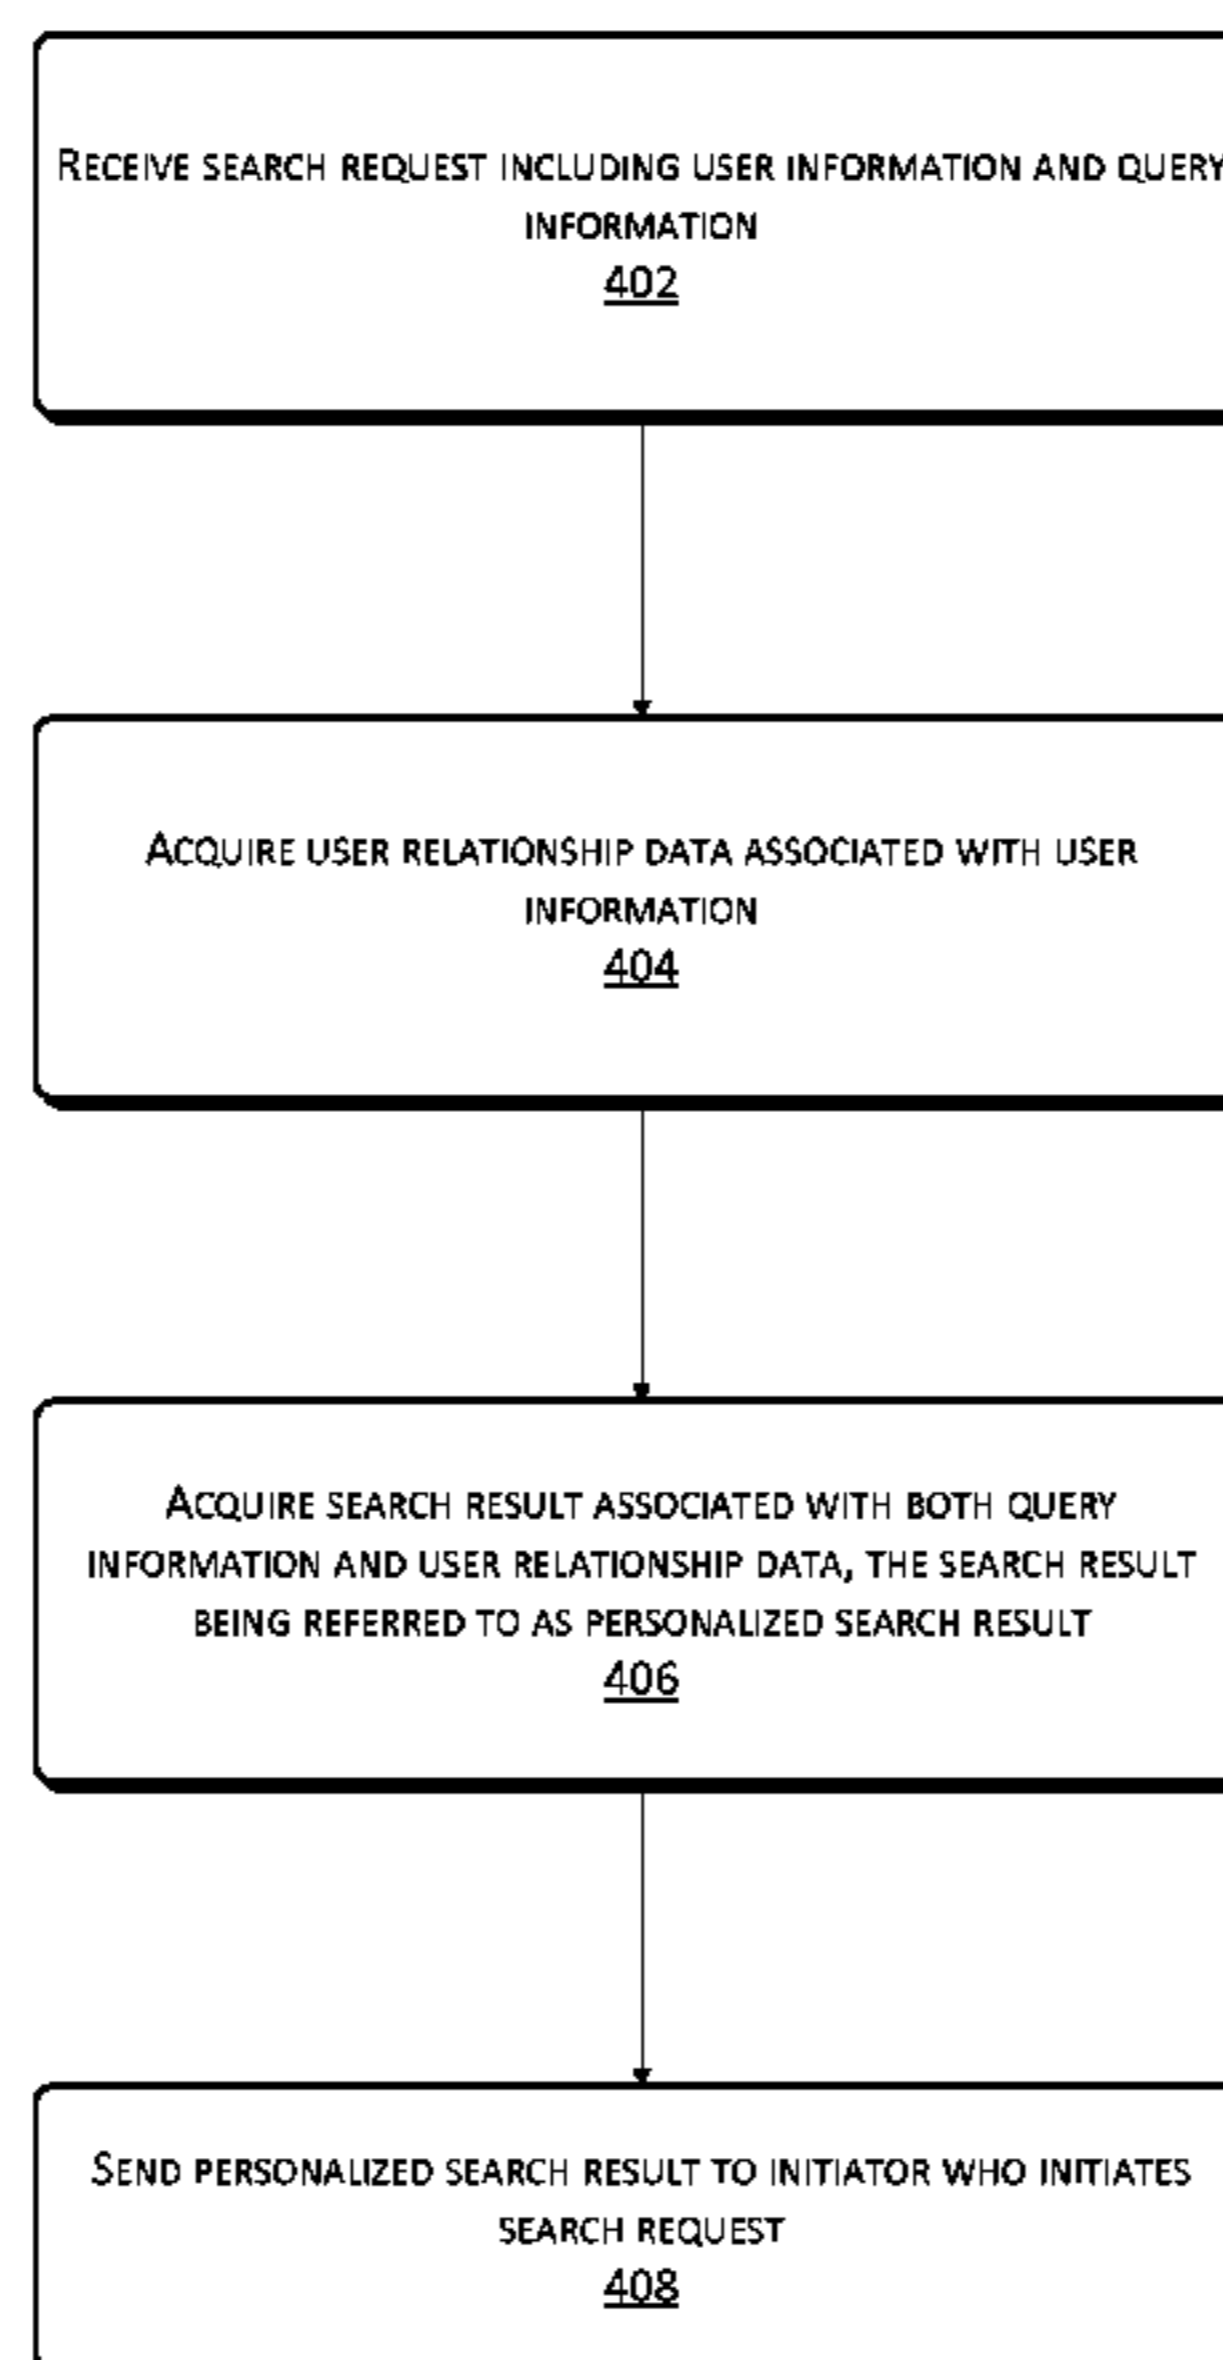 RECEIVE SEARCH REQUEST INCLUDING USER INFORMATION AND QUERY
INFORMATION
402
ACQUIRE USER RELATIONSHIP DATA ASSOCIATED WITH USER
INFORMATION
404
ACQUIRE SEARCH RESULT ASSOCIATED WITH BOTH QUERY
INFORMATION AND USER RELATIONSHIP DATA, THE SEARCH RESULT
BEING REFERRED TO AS PERSONALIZED SEARCH RESULT
406
SEND PERSONALIZED SEARCH RESULT TO INITIATOR WHO INITIATES
SEARCH REQUEST
408